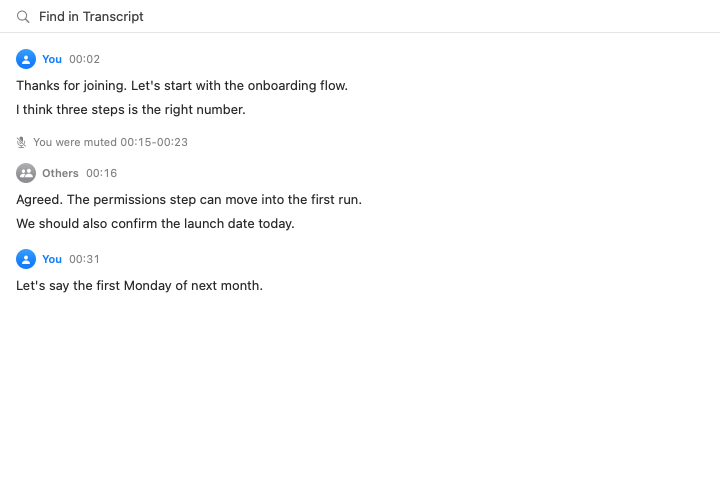 Find in Transcript
You 00:02
Thanks for joining. Let's start with the onboarding flow.
I think three steps is the right number.
You were muted 00:15-00:23
Others 00:16
Agreed. The permissions step can move into the first run.
We should also confirm the launch date today.
You 00:31
Let's say the first Monday of next month.